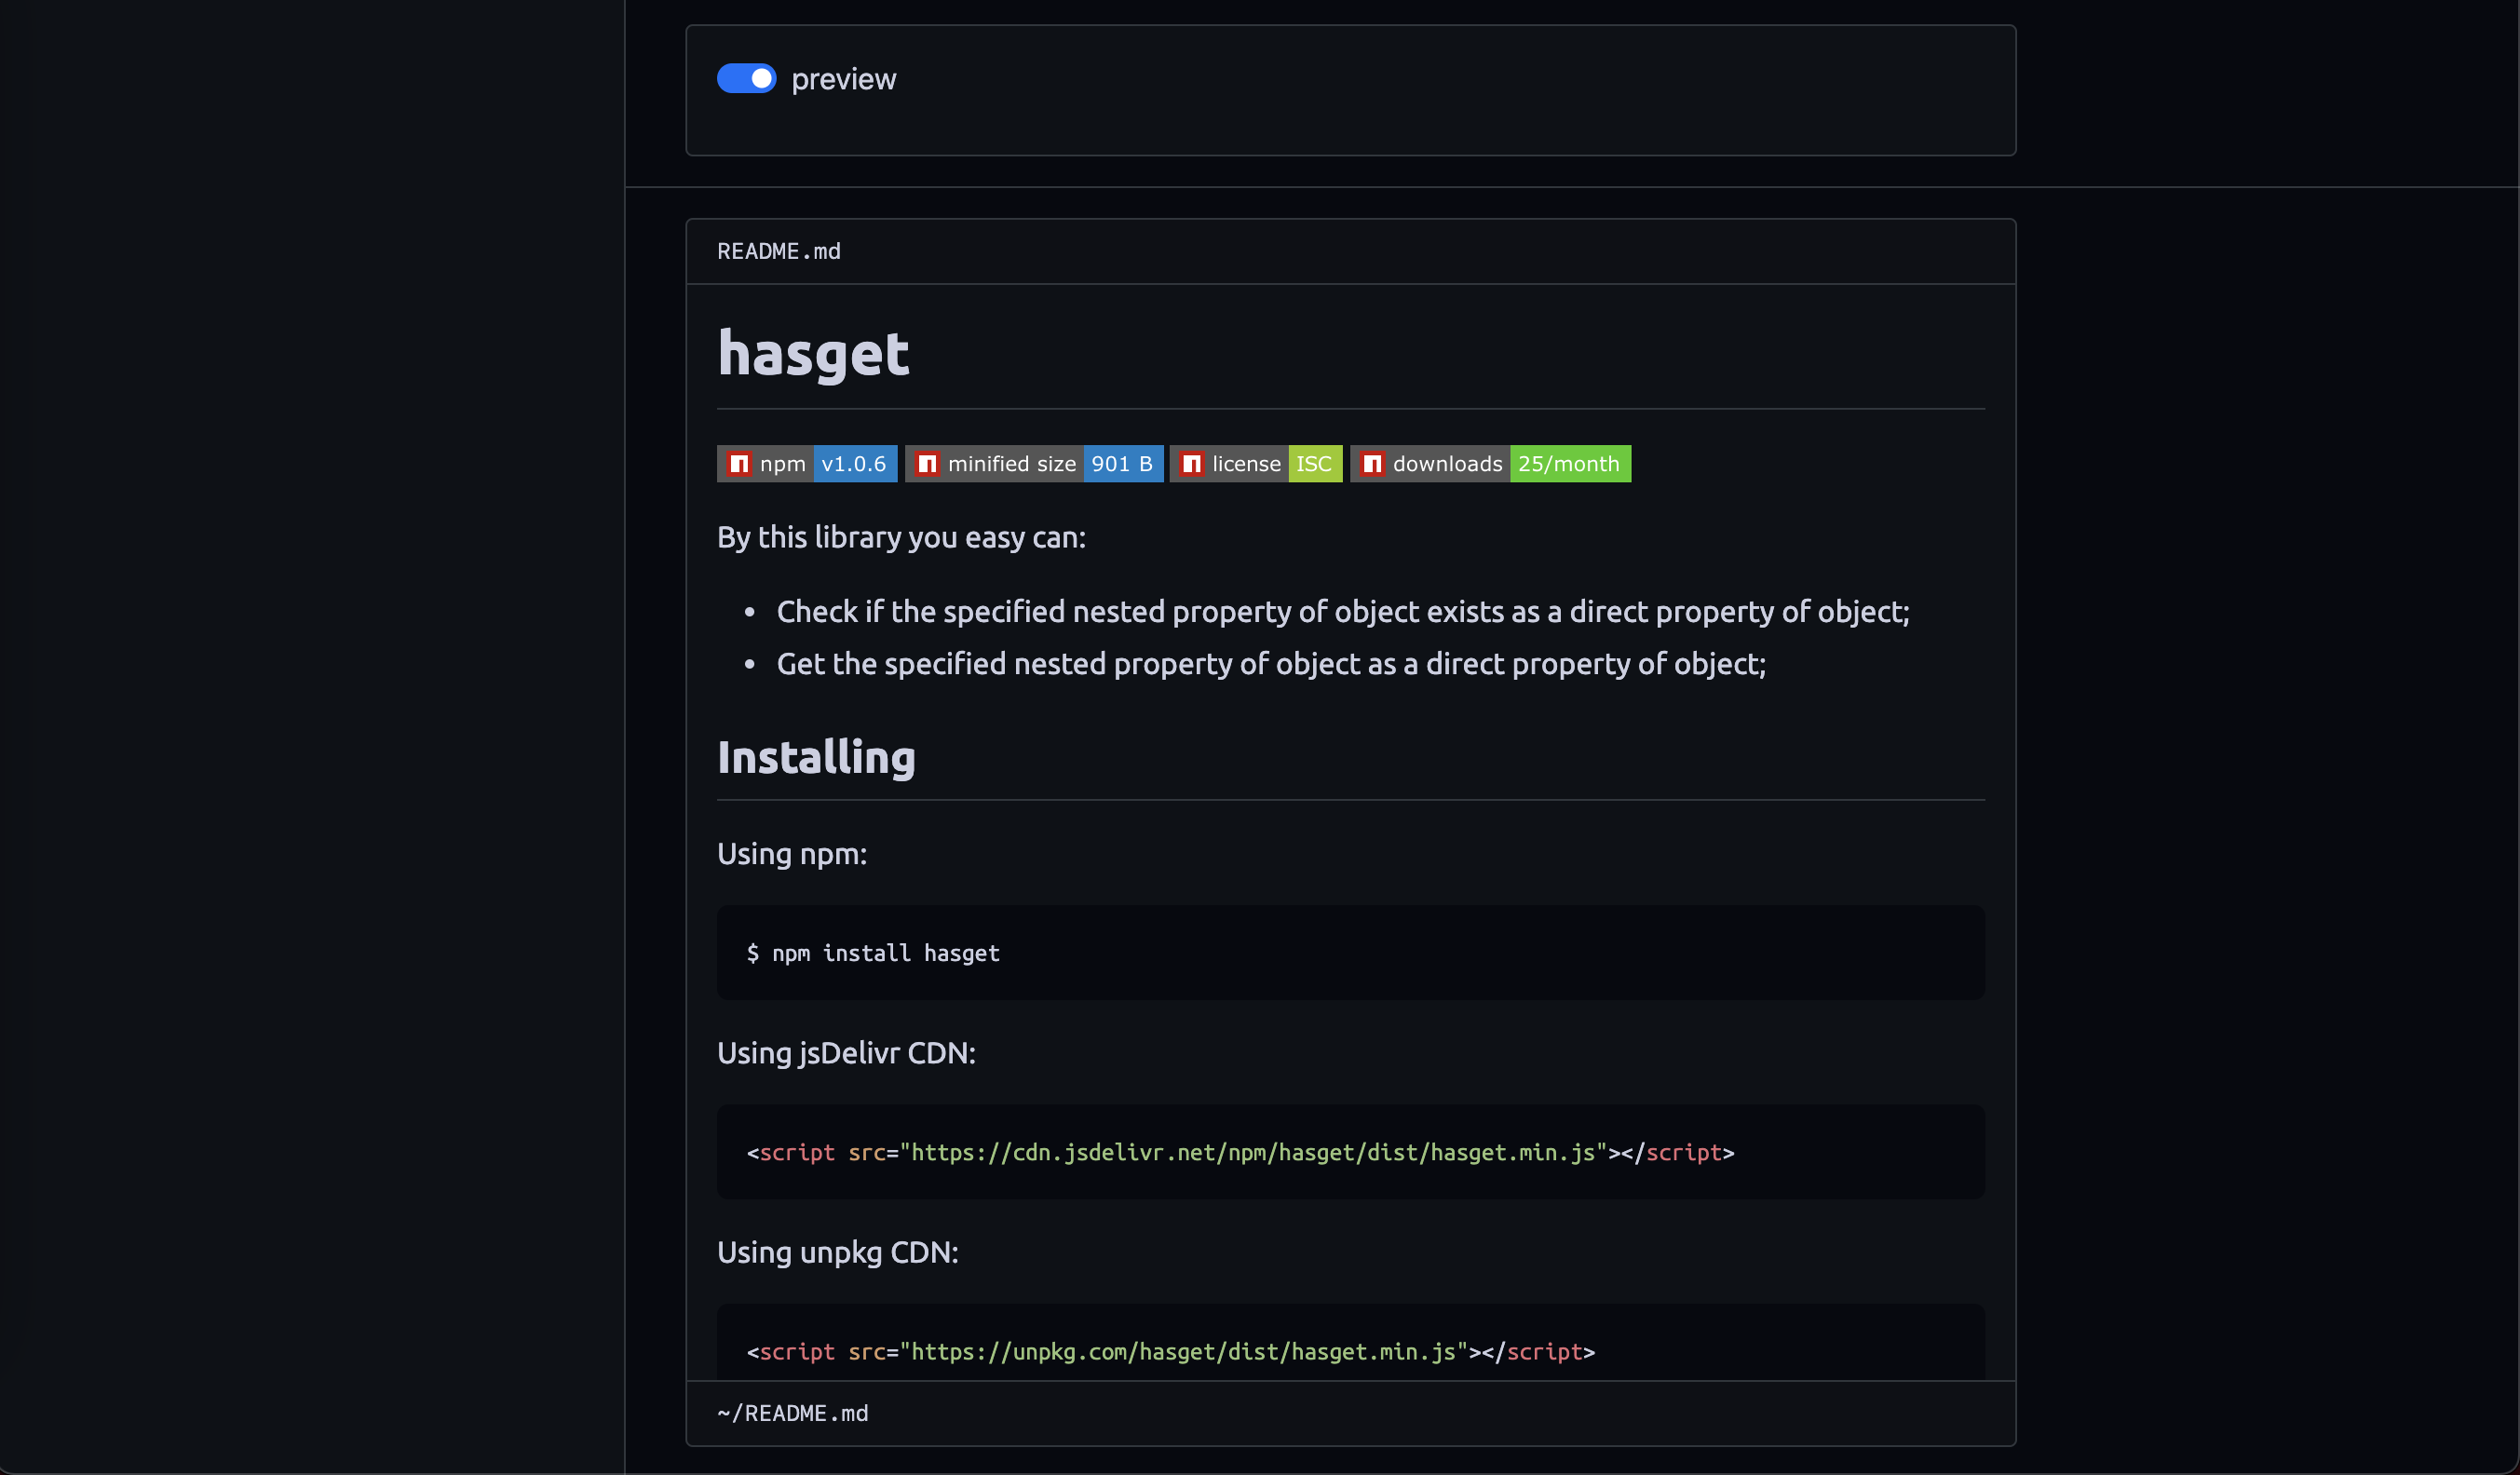 preview
README.md
hasget
npm v1.0.6 minified size 901 B license ISC downloads 25/month
By this library you easy can:
• Check if the specified nested property of object exists as a direct property of object;
• Get the specified nested property of object as a direct property of object;
Installing
Using npm:
$ npm install hasget
Using jsDelivr CDN:
<script src="https://cdn.jsdelivr.net/npm/hasget/dist/hasget.min.js"></script>
Using unpkg CDN:
<script src="https://unpkg.com/hasget/dist/hasget.min.js"></script>
~/README.md